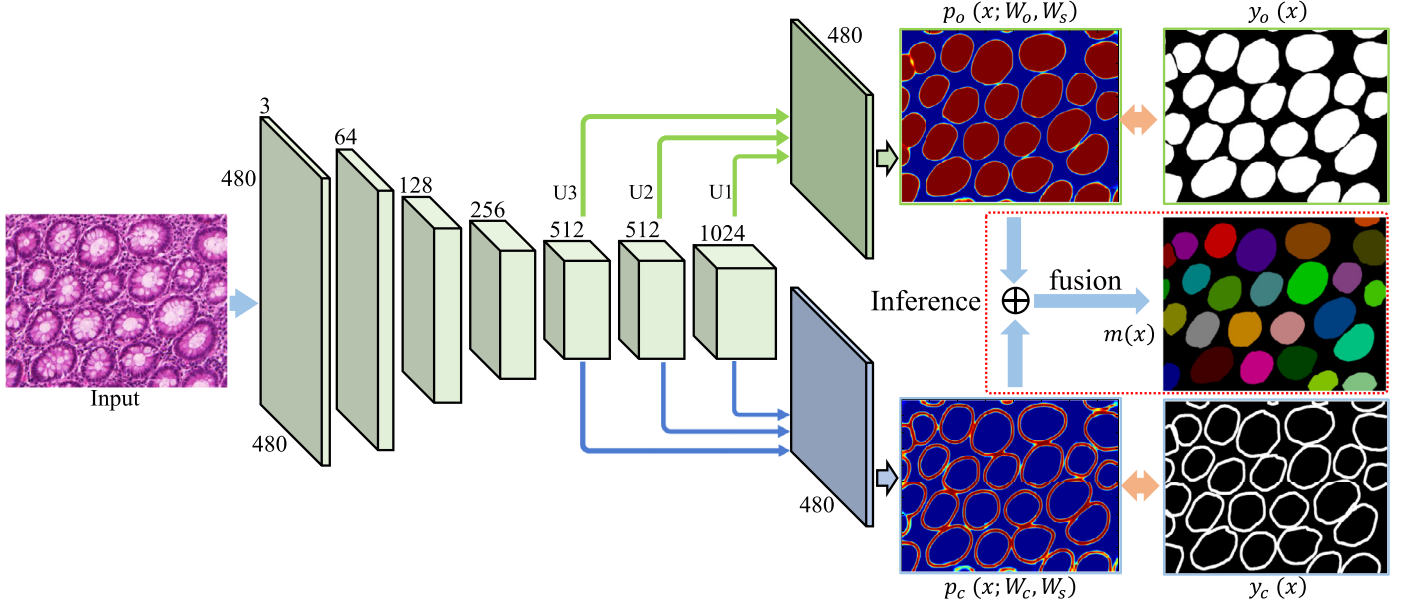 p_o (x; W_o, W_s)
y_o (x)
480
3
64
480
128
256
U3
U2
U1
512
512
1024
Inference
fusion
m(x)
Input
480
480
p_c (x; W_c, W_s)
y_c (x)